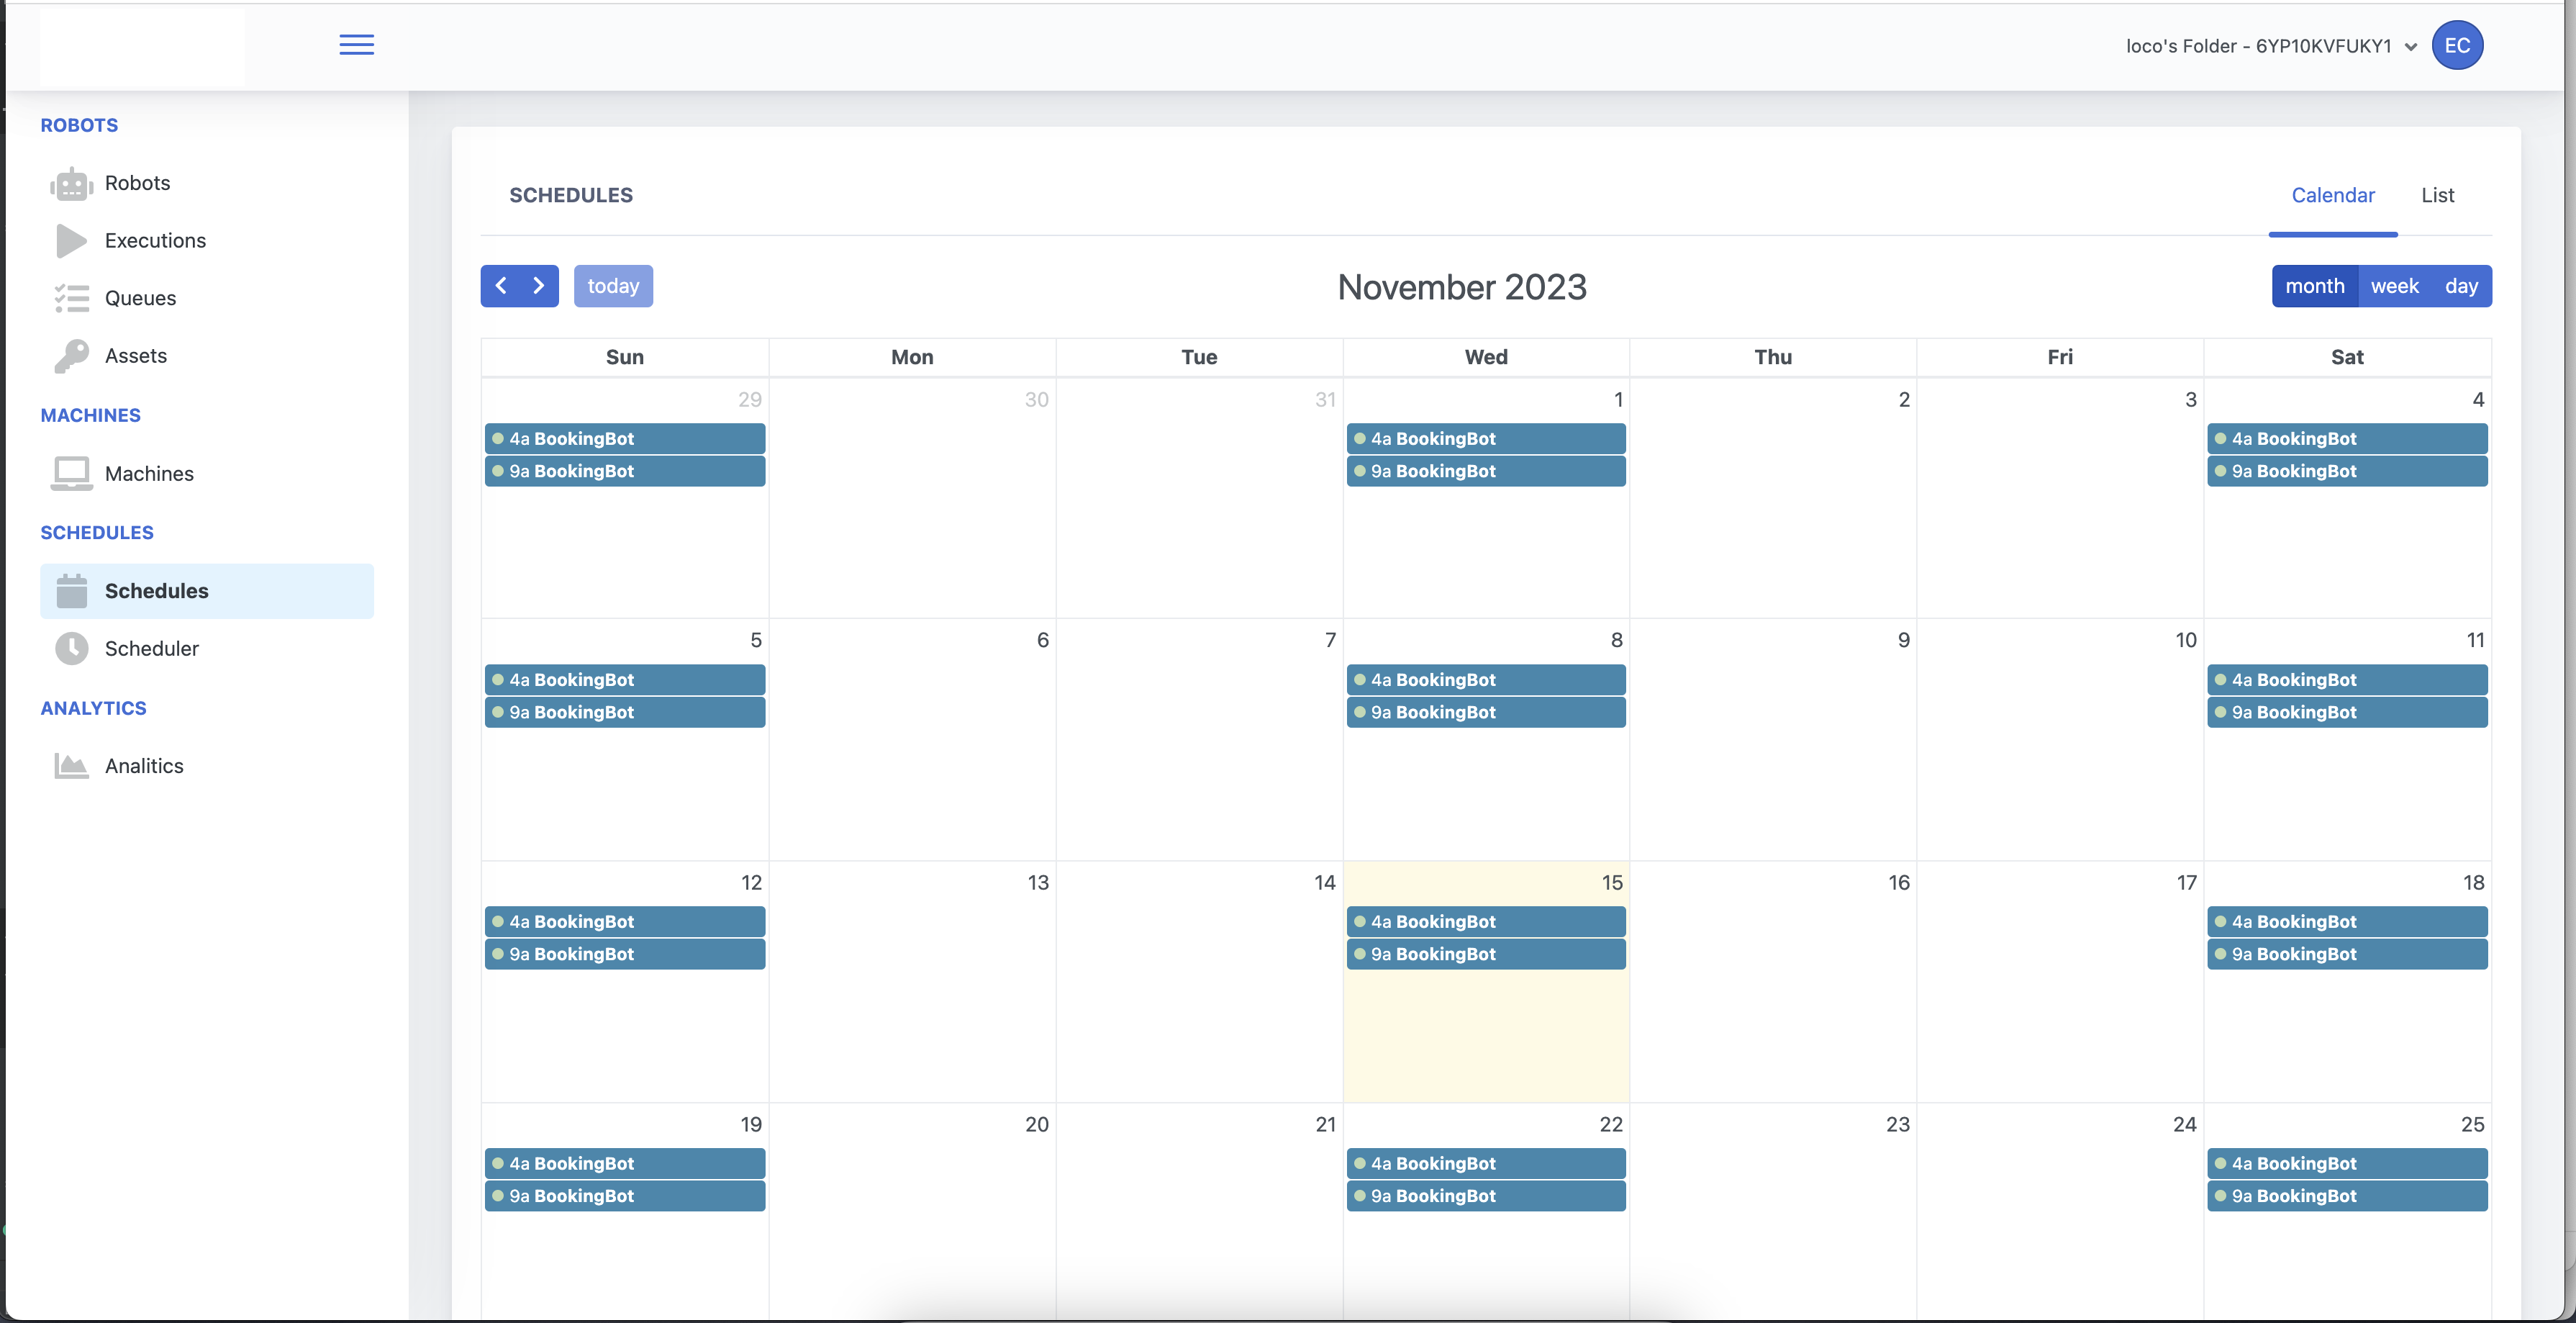 loco's Folder - 6YP10KVFUKY1 EC
ROBOTS
Robots
Executions
Queues
Assets
MACHINES
Machines
SCHEDULES
Schedules
Scheduler
ANALYTICS
Analitics
SCHEDULES Calendar List
today November 2023 month week day
Sun Mon Tue Wed Thu Fri Sat
29 30 31 1 2 3 4
4a BookingBot 4a BookingBot 4a BookingBot
9a BookingBot 9a BookingBot 9a BookingBot
5 6 7 8 9 10 11
4a BookingBot 4a BookingBot 4a BookingBot
9a BookingBot 9a BookingBot 9a BookingBot
12 13 14 15 16 17 18
4a BookingBot 4a BookingBot 4a BookingBot
9a BookingBot 9a BookingBot 9a BookingBot
19 20 21 22 23 24 25
4a BookingBot 4a BookingBot 4a BookingBot
9a BookingBot 9a BookingBot 9a BookingBot